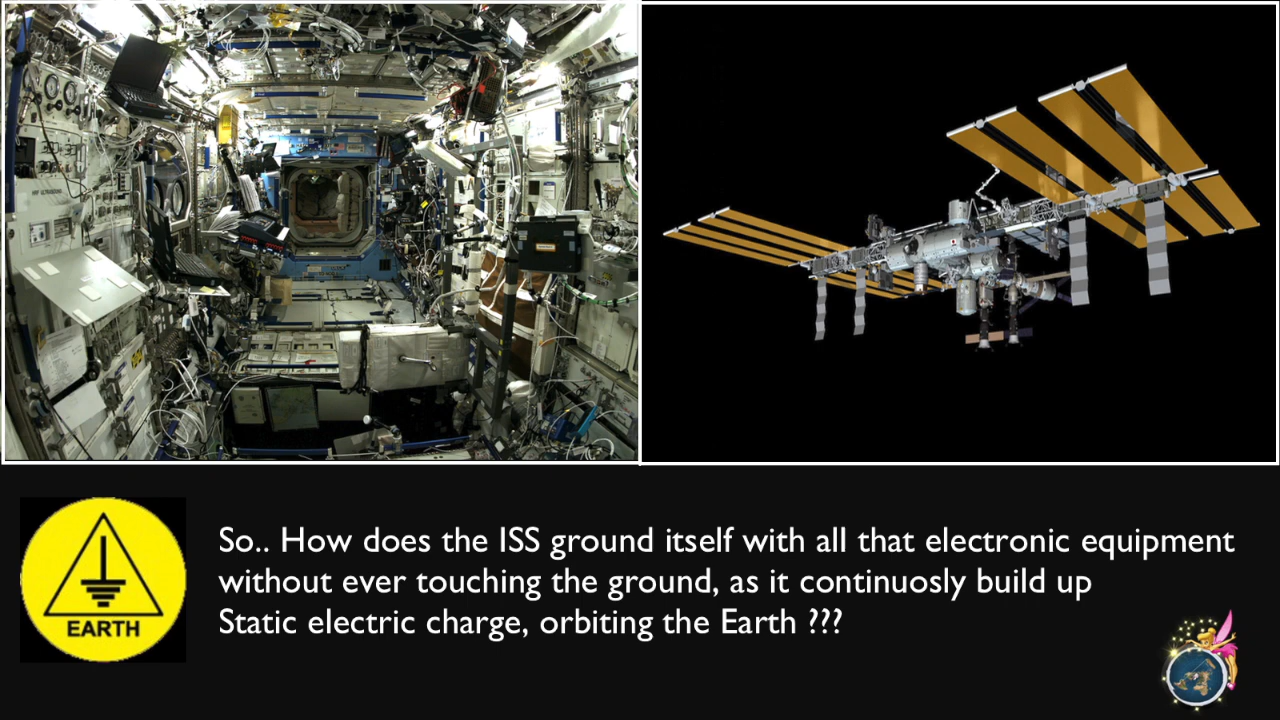 EARTH
So.. How does the ISS ground itself with all that electronic equipment
without ever touching the ground, as it continuosly build up
Static electric charge, orbiting the Earth ???